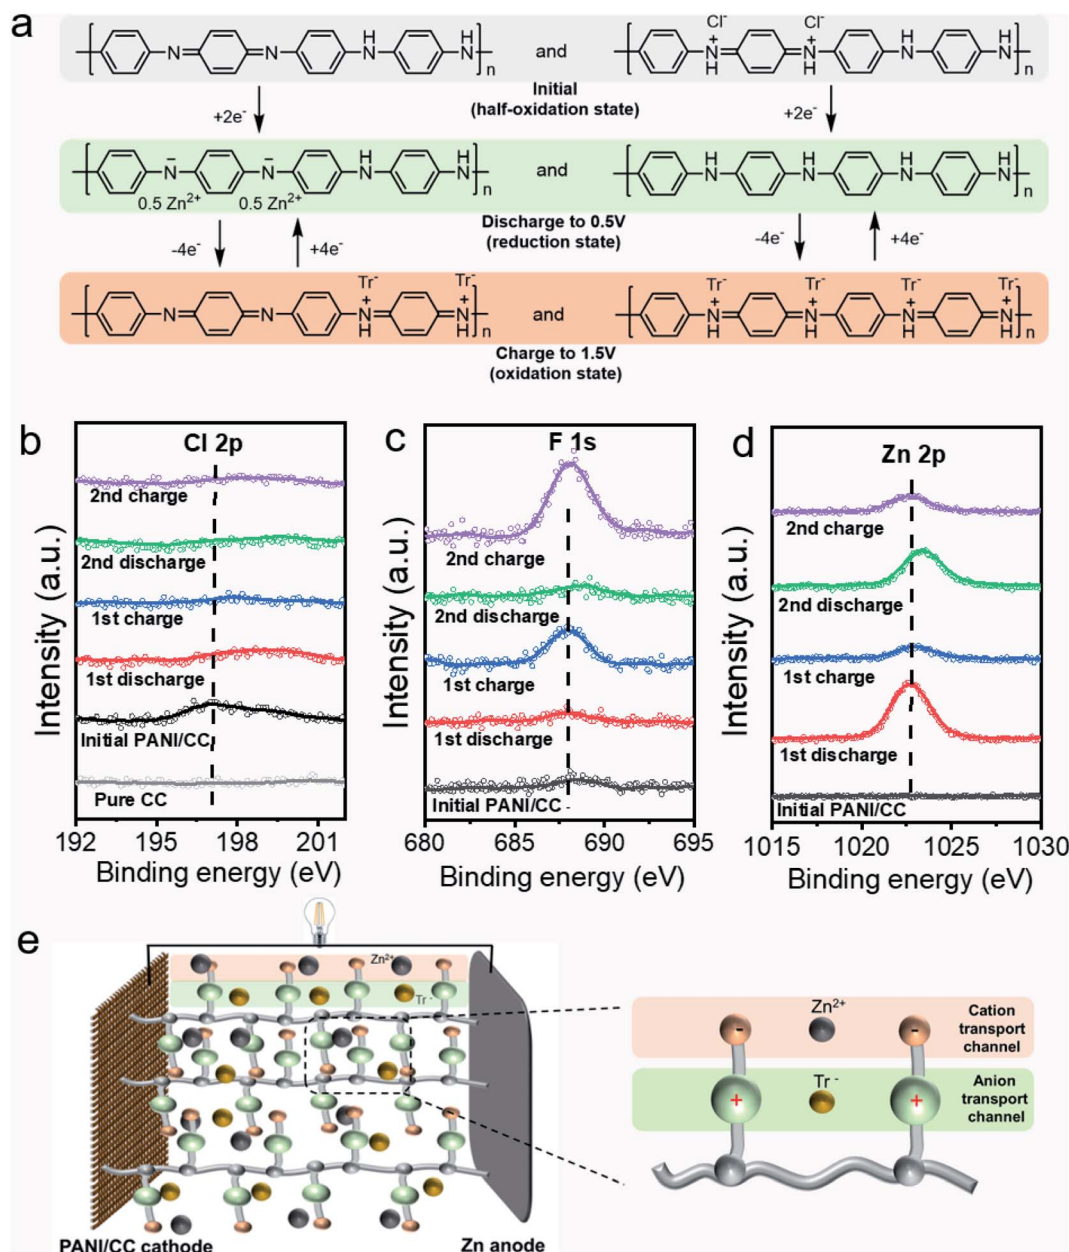 a
Cl⁻ Cl⁻
N N H N H N n and N + H N + H H N H N n
Initial
(half-oxidation state)
+2e⁻ +2e⁻
N − N − H N H N n and H N H N H N H N n
0.5 Zn²⁺ 0.5 Zn²⁺
Discharge to 0.5V
(reduction state)
-4e⁻ +4e⁻ -4e⁻ +4e⁻
Tr⁻ Tr⁻ Tr⁻ Tr⁻ Tr⁻ Tr⁻
N N N + H N + H n and N + H N + H N + H N + H n
Charge to 1.5V
(oxidation state)
b
Cl 2p
2nd charge
2nd discharge
1st charge
1st discharge
Initial PANI/CC
Pure CC
192 195 198 201
Binding energy (eV)
Intensity (a.u.)
c
F 1s
2nd charge
2nd discharge
1st charge
1st discharge
Initial PANI/CC
680 685 690 695
Binding energy (eV)
Intensity (a.u.)
d
Zn 2p
2nd charge
2nd discharge
1st charge
1st discharge
Initial PANI/CC
1015 1020 1025 1030
Binding energy (eV)
Intensity (a.u.)
e
Zn²⁺
Tr⁻
PANI/CC cathode
Zn anode
Zn²⁺
- -
Cation
transport
channel
Tr⁻
+ +
Anion
transport
channel